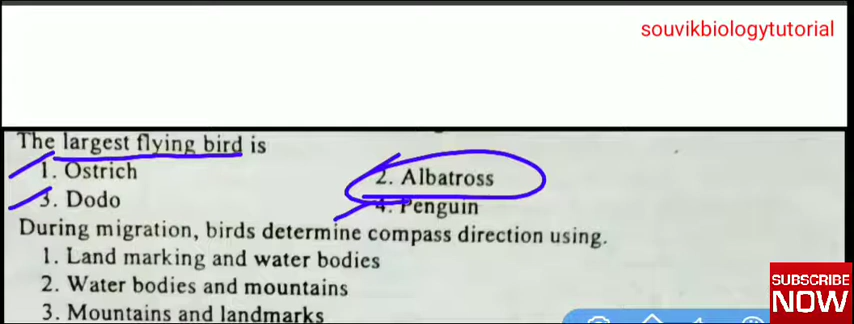 souvikbiologytutorial
The largest flying bird is
1. Ostrich
2. Albatross
3. Dodo
4. Penguin
During migration, birds determine compass direction using.
1. Land marking and water bodies
2. Water bodies and mountains
3. Mountains and landmarks
SUBSCRIBE
NOW